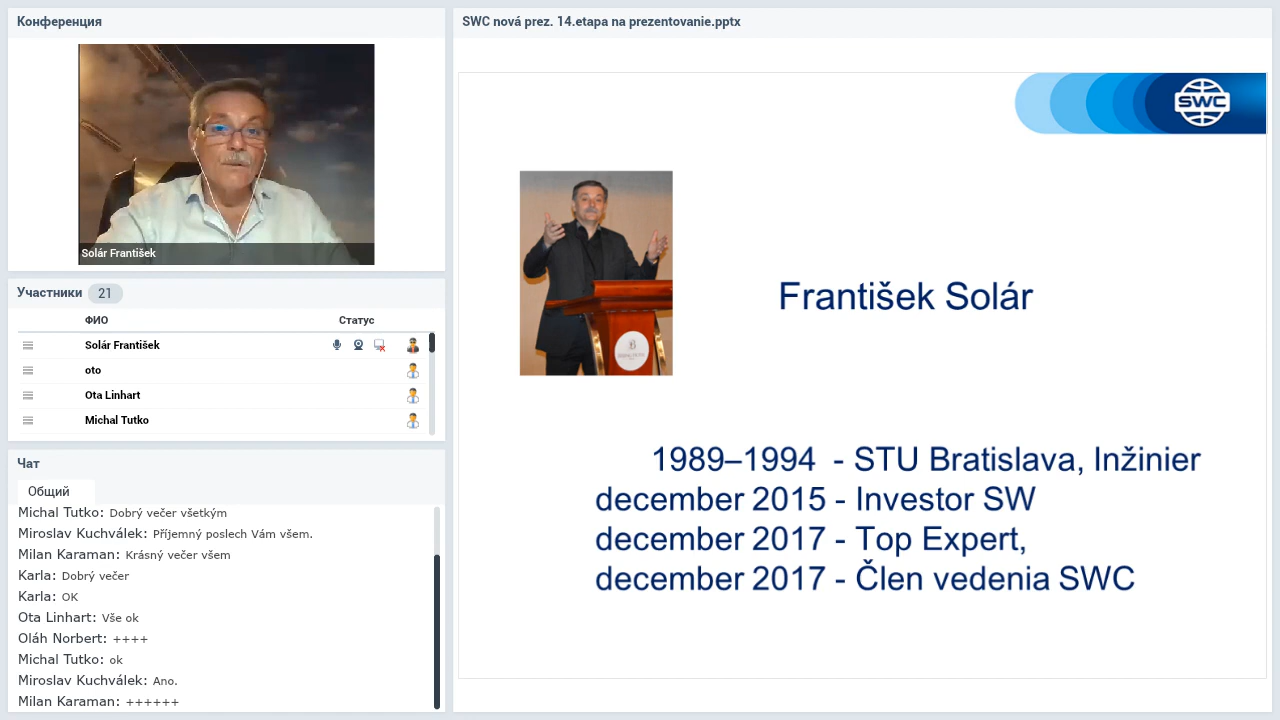 Конференция
Solár František
Участники 21
ФИО Статус
Solár František
oto
Ota Linhart
Michal Tutko
Чат
Общий
Michal Tutko: Dobrý večer všetkým
Miroslav Kuchválek: Příjemný poslech Vám všem.
Milan Karaman: Krásný večer všem
Karla: Dobrý večer
Karla: OK
Ota Linhart: Vše ok
Oláh Norbert: ++++
Michal Tutko: ok
Miroslav Kuchválek: Ano.
Milan Karaman: ++++++
SWC nová prez. 14.etapa na prezentovanie.pptx
SWC
František Solár
1989–1994 - STU Bratislava, Inžinier
december 2015 - Investor SW
december 2017 - Top Expert,
december 2017 - Člen vedenia SWC